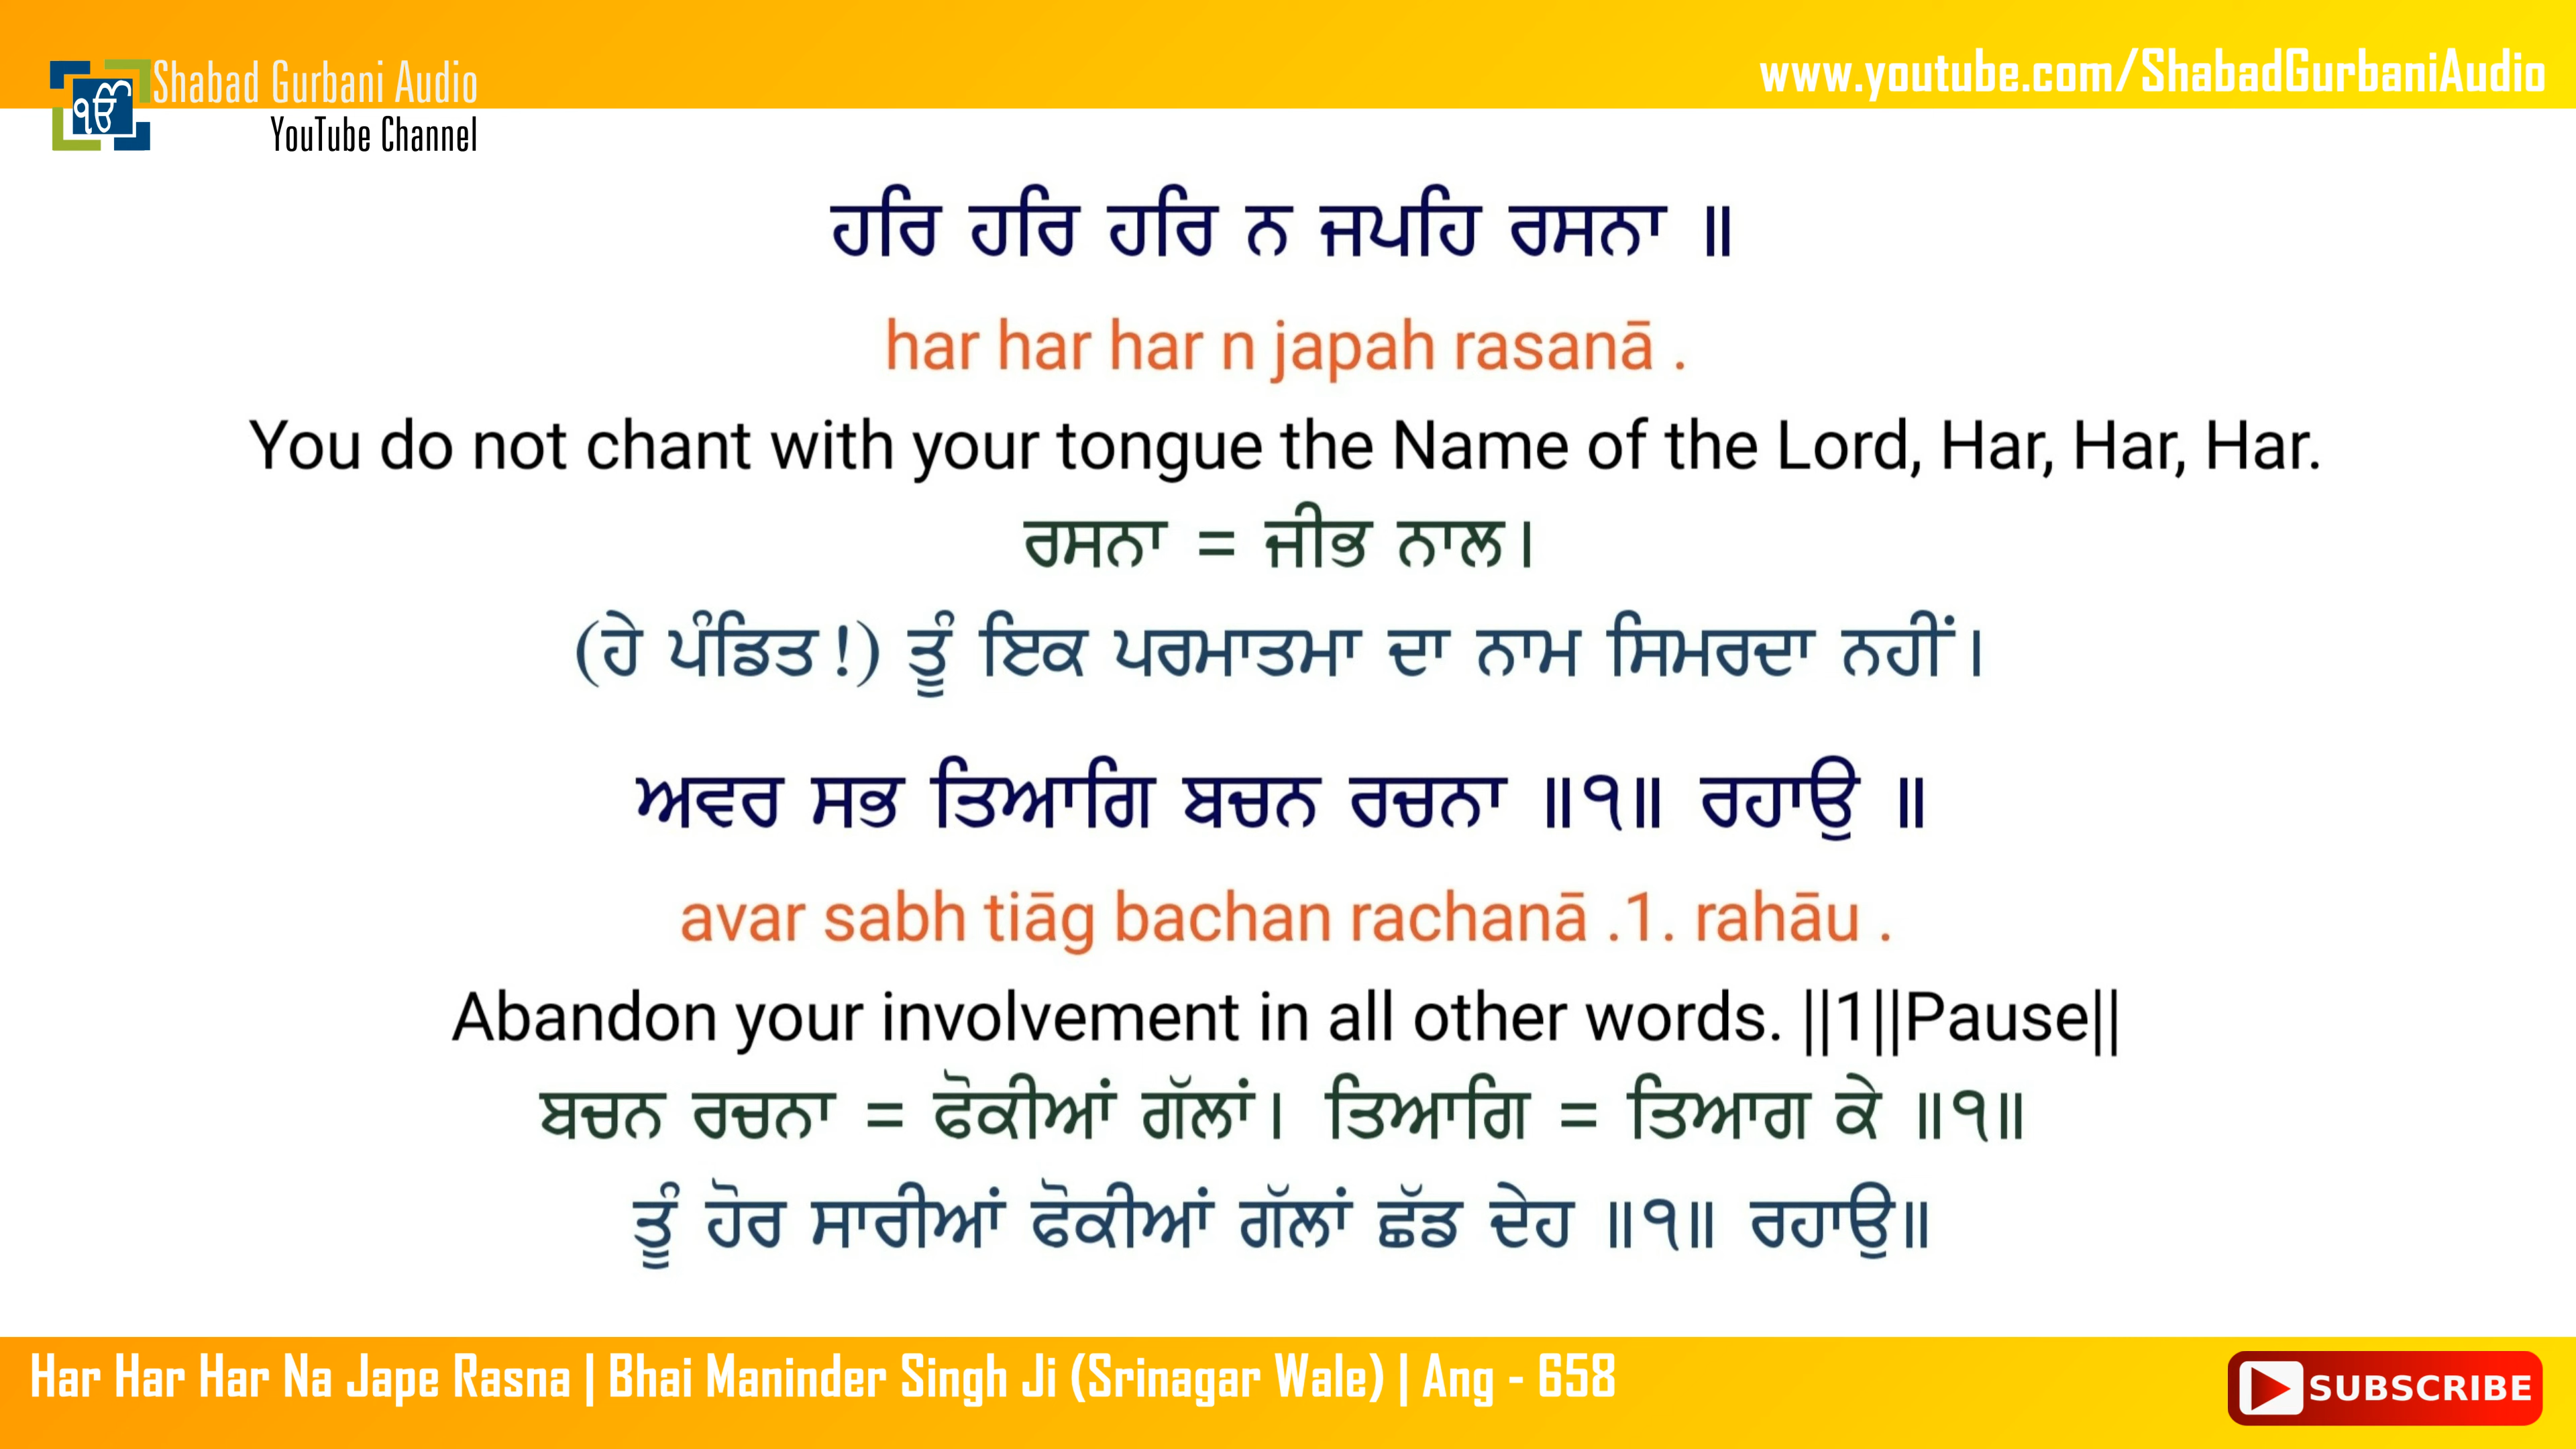 Shabad Gurbani Audio
YouTube Channel
www.youtube.com/ShabadGurbaniAudio
ੴ
ਹਰਿ ਹਰਿ ਹਰਿ ਨ ਜਪਹਿ ਰਸਨਾ ॥
har har har n japah rasanā .
You do not chant with your tongue the Name of the Lord, Har, Har, Har.
ਰਸਨਾ = ਜੀਭ ਨਾਲ।
(ਹੇ ਪੰਡਿਤ!) ਤੂੰ ਇਕ ਪਰਮਾਤਮਾ ਦਾ ਨਾਮ ਸਿਮਰਦਾ ਨਹੀਂ।
ਅਵਰ ਸਭ ਤਿਆਗਿ ਬਚਨ ਰਚਨਾ ॥੧॥ ਰਹਾਉ ॥
avar sabh tiāg bachan rachanā .1. rahāu .
Abandon your involvement in all other words. ||1||Pause||
ਬਚਨ ਰਚਨਾ = ਫੋਕੀਆਂ ਗੱਲਾਂ। ਤਿਆਗਿ = ਤਿਆਗ ਕੇ ॥੧॥
ਤੂੰ ਹੋਰ ਸਾਰੀਆਂ ਫੋਕੀਆਂ ਗੱਲਾਂ ਛੱਡ ਦੇਹ ॥੧॥ ਰਹਾਉ॥
Har Har Har Na Jape Rasna | Bhai Maninder Singh Ji (Srinagar Wale) | Ang - 658
SUBSCRIBE